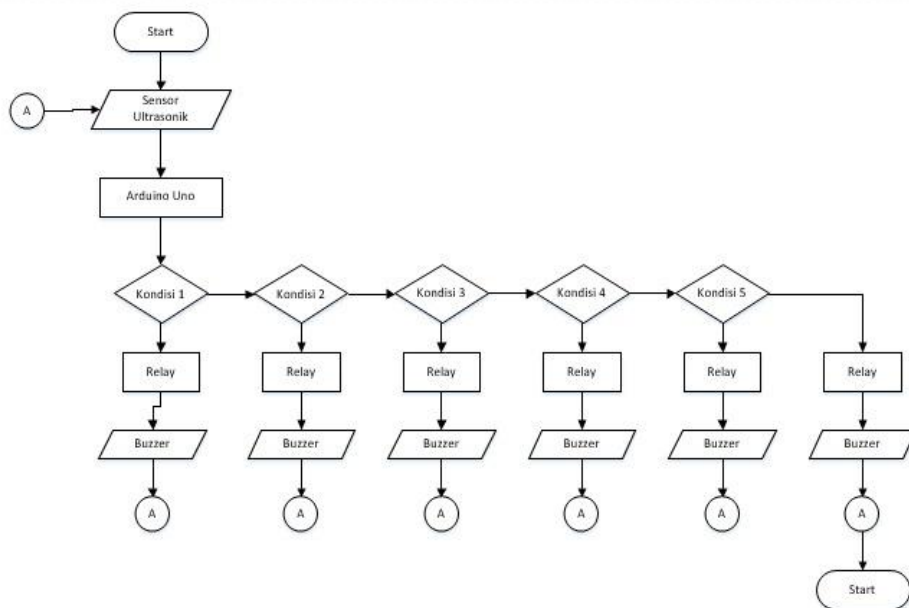 Start
A
Sensor
Ultrasonik
Arduino Uno
Kondisi 1
Kondisi 2
Kondisi 3
Kondisi 4
Kondisi 5
Relay
Relay
Relay
Relay
Relay
Relay
Buzzer
Buzzer
Buzzer
Buzzer
Buzzer
Buzzer
A
A
A
A
A
A
Start